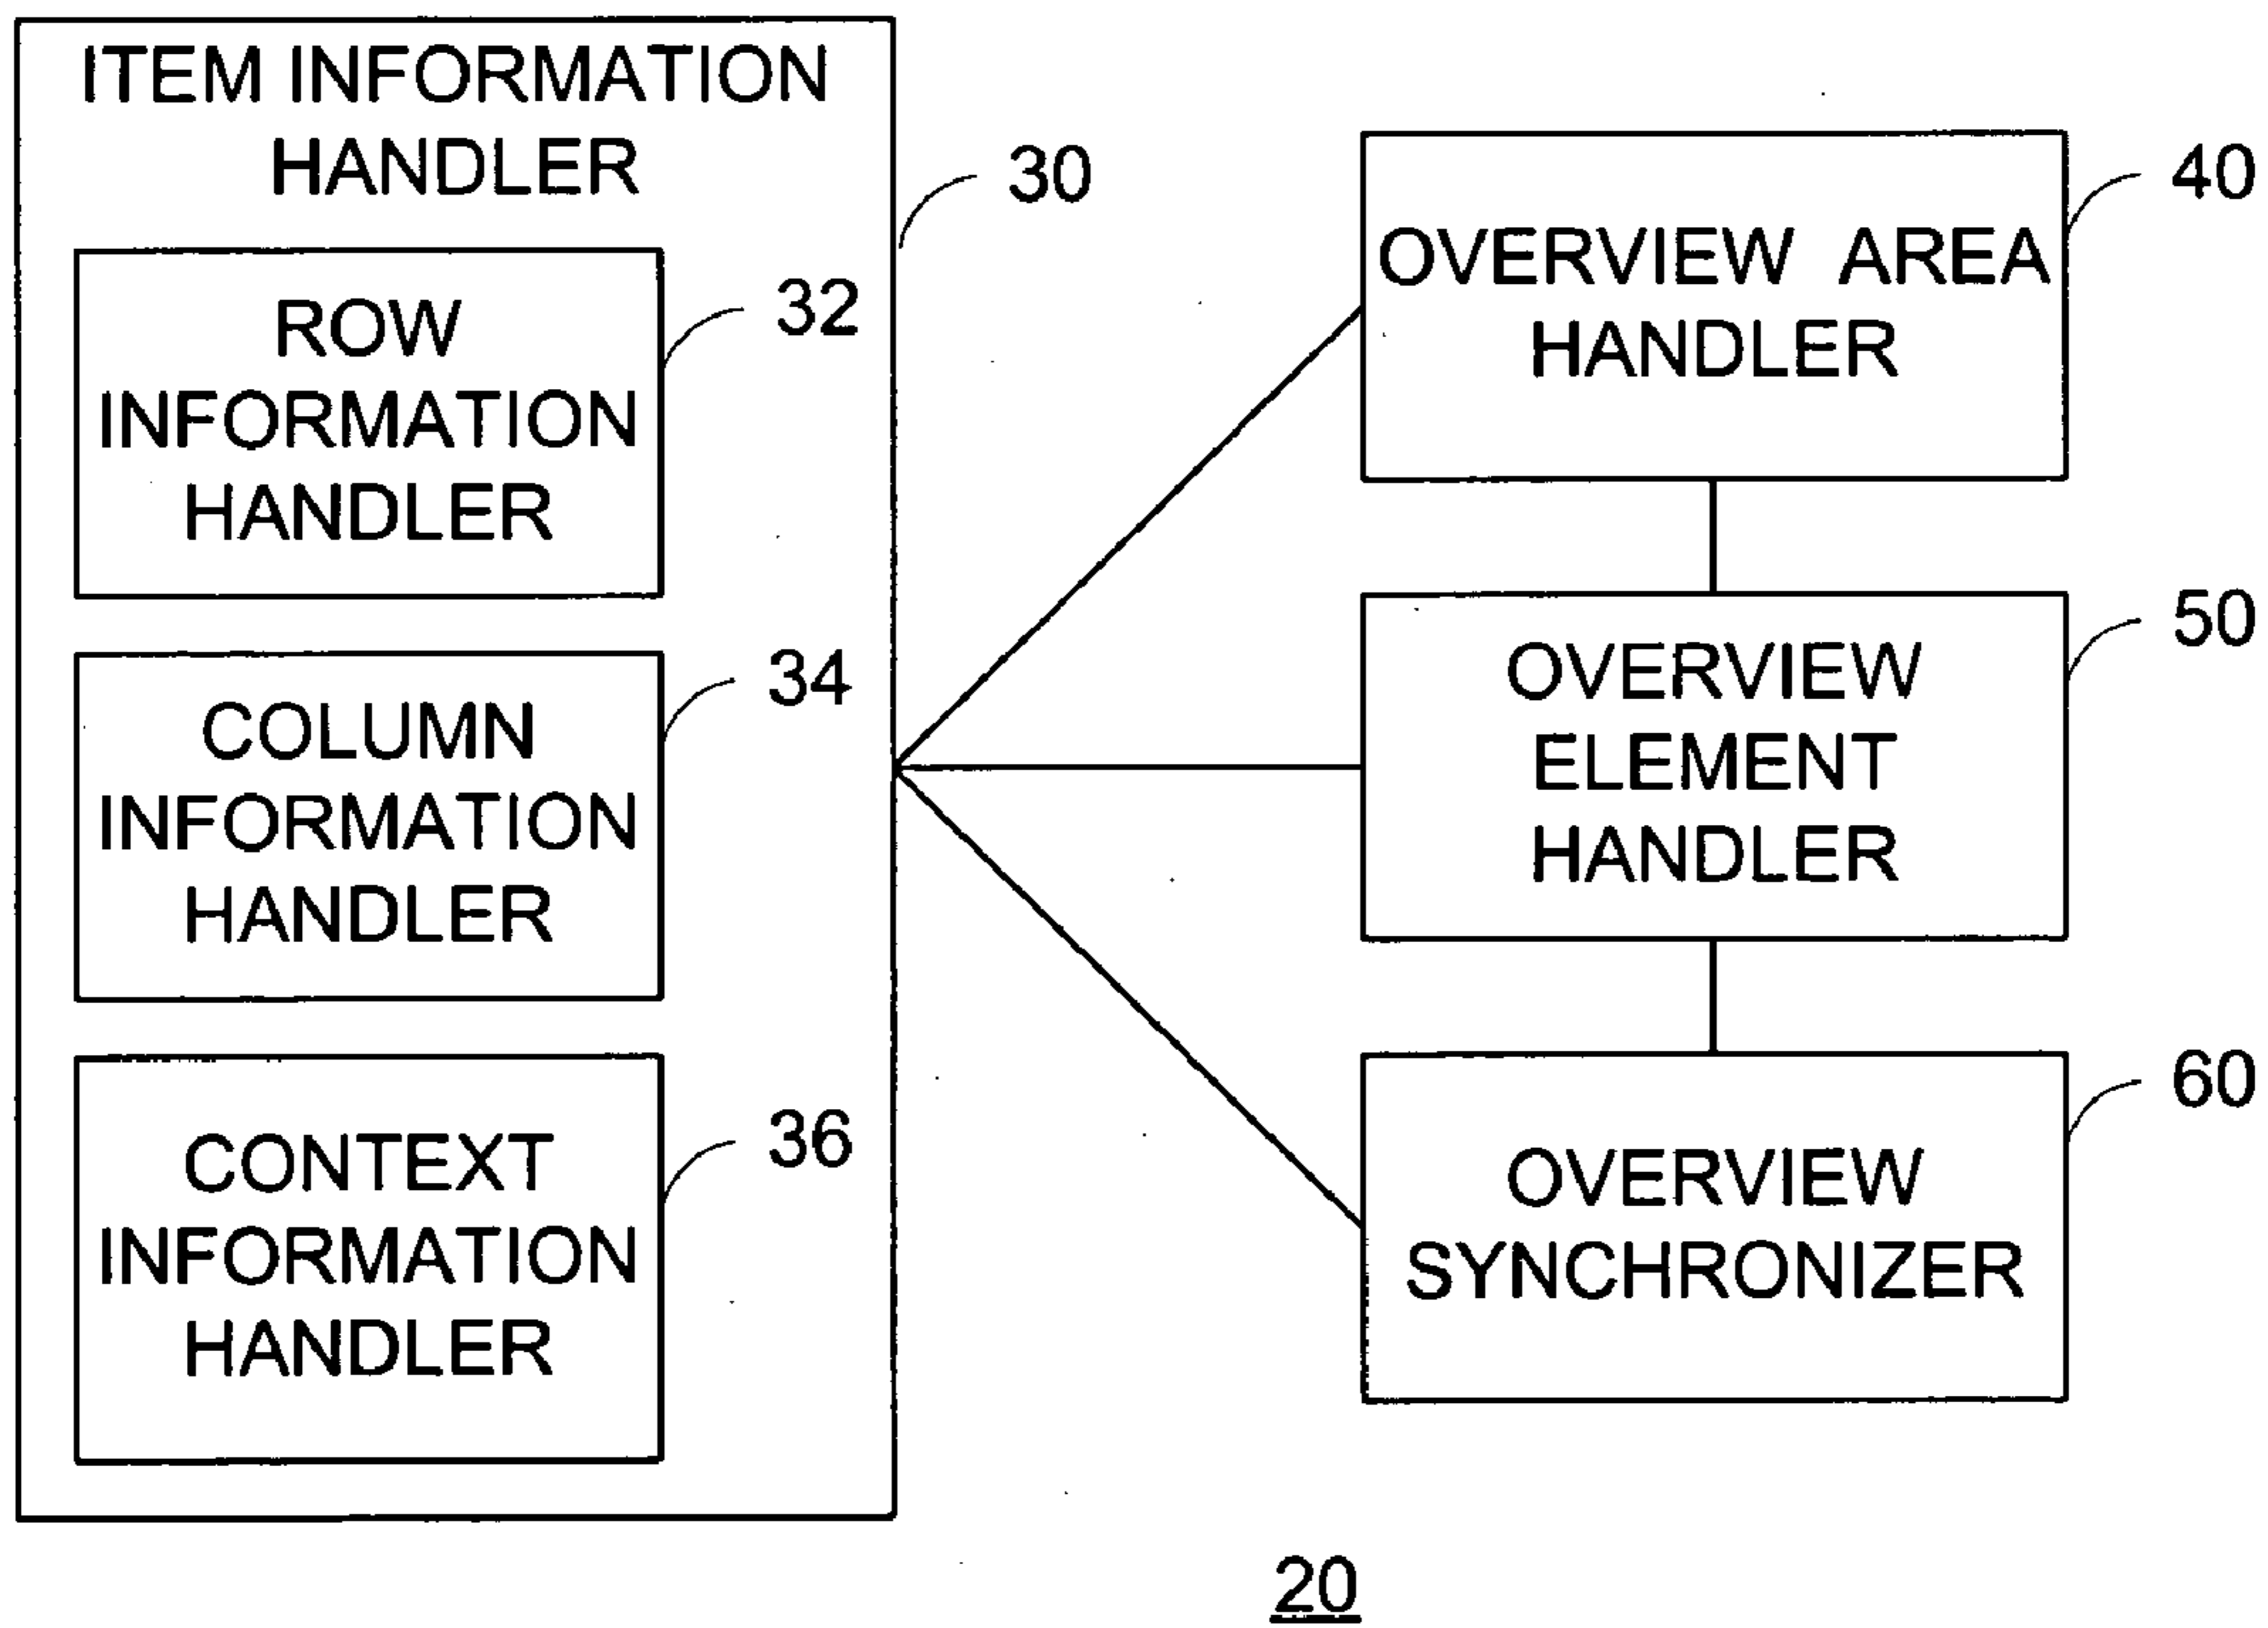 ITEM INFORMATION
HANDLER
30
ROW
INFORMATION
HANDLER
32
COLUMN
INFORMATION
HANDLER
34
CONTEXT
INFORMATION
HANDLER
36
OVERVIEW AREA
HANDLER
40
OVERVIEW
ELEMENT
HANDLER
50
OVERVIEW
SYNCHRONIZER
60
20